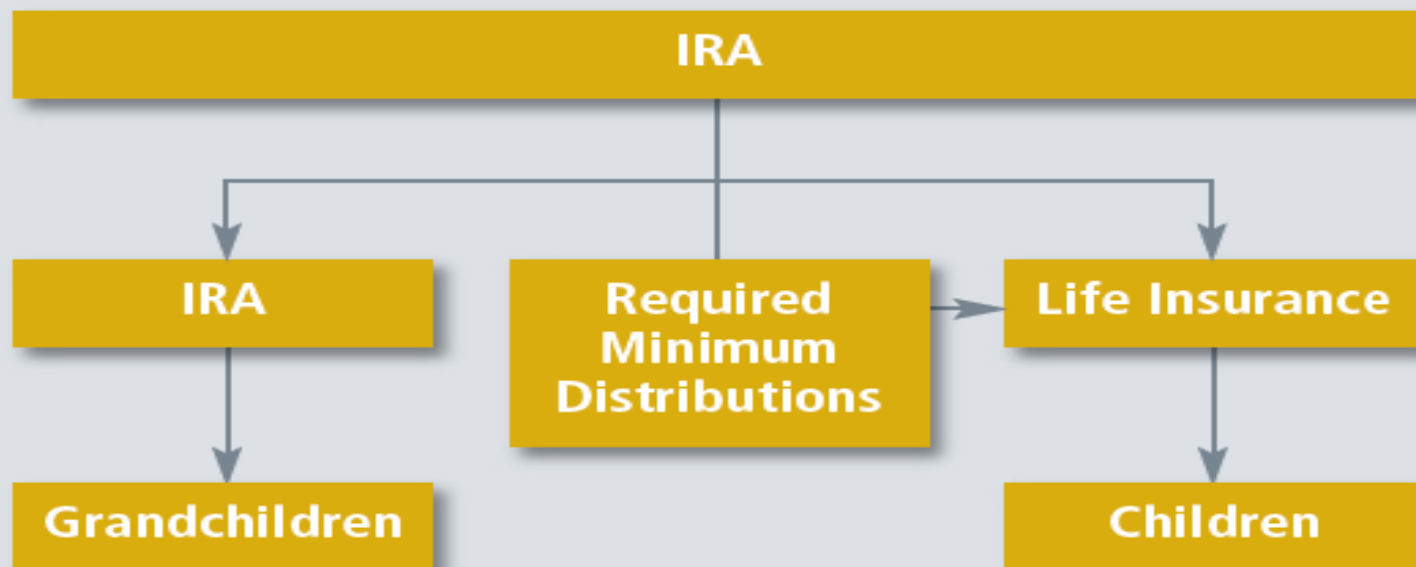 IRA
IRA
Required
Minimum
Distributions
Life Insurance
Grandchildren
Children